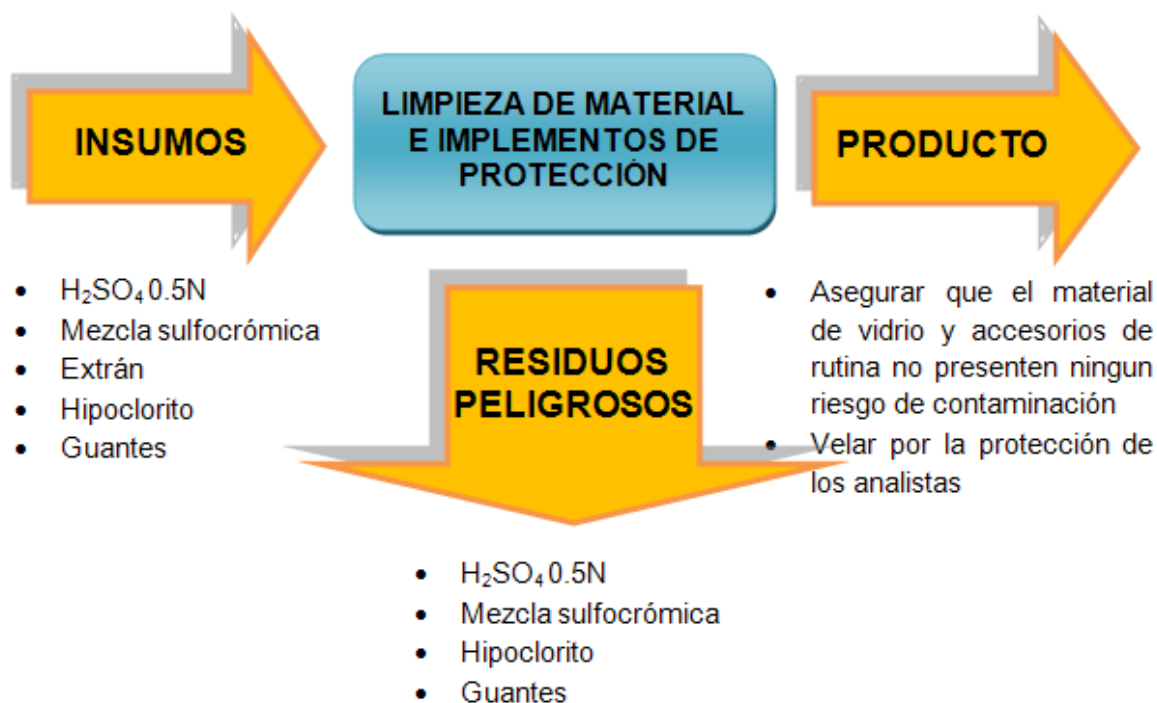 INSUMOS
LIMPIEZA DE MATERIAL
E IMPLEMENTOS DE
PROTECCIÓN
PRODUCTO
• H₂SO₄ 0.5N
• Mezcla sulfocrómica
• Extrán
• Hipoclorito
• Guantes
RESIDUOS
PELIGROSOS
• Asegurar que el material
de vidrio y accesorios de
rutina no presenten ningun
riesgo de contaminación
• Velar por la protección de
los analistas
• H₂SO₄ 0.5N
• Mezcla sulfocrómica
• Hipoclorito
• Guantes